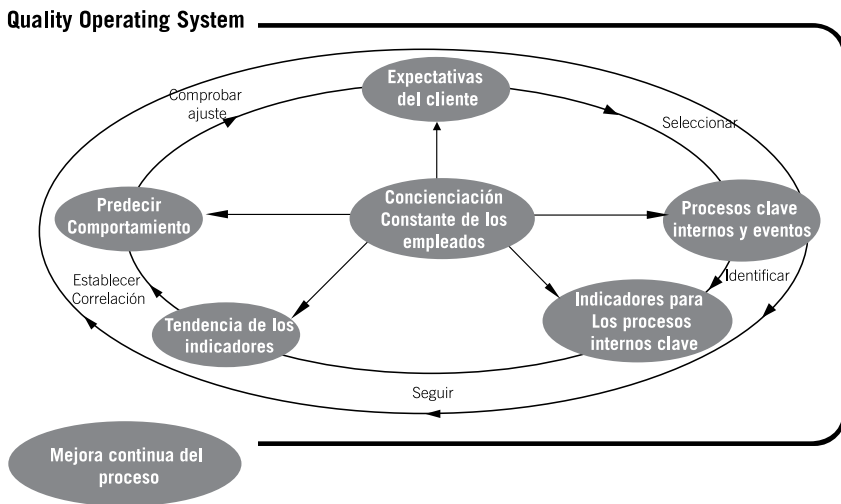 Quality Operating System
Expectativas
del cliente
Comprobar
ajuste
Seleccionar
Predecir
Comportamiento
Concienciación
Constante de los
empleados
Procesos clave
internos y eventos
Establecer
Correlación
Identificar
Tendencia de los
indicadores
Indicadores para
Los procesos
internos clave
Seguir
Mejora continua del
proceso